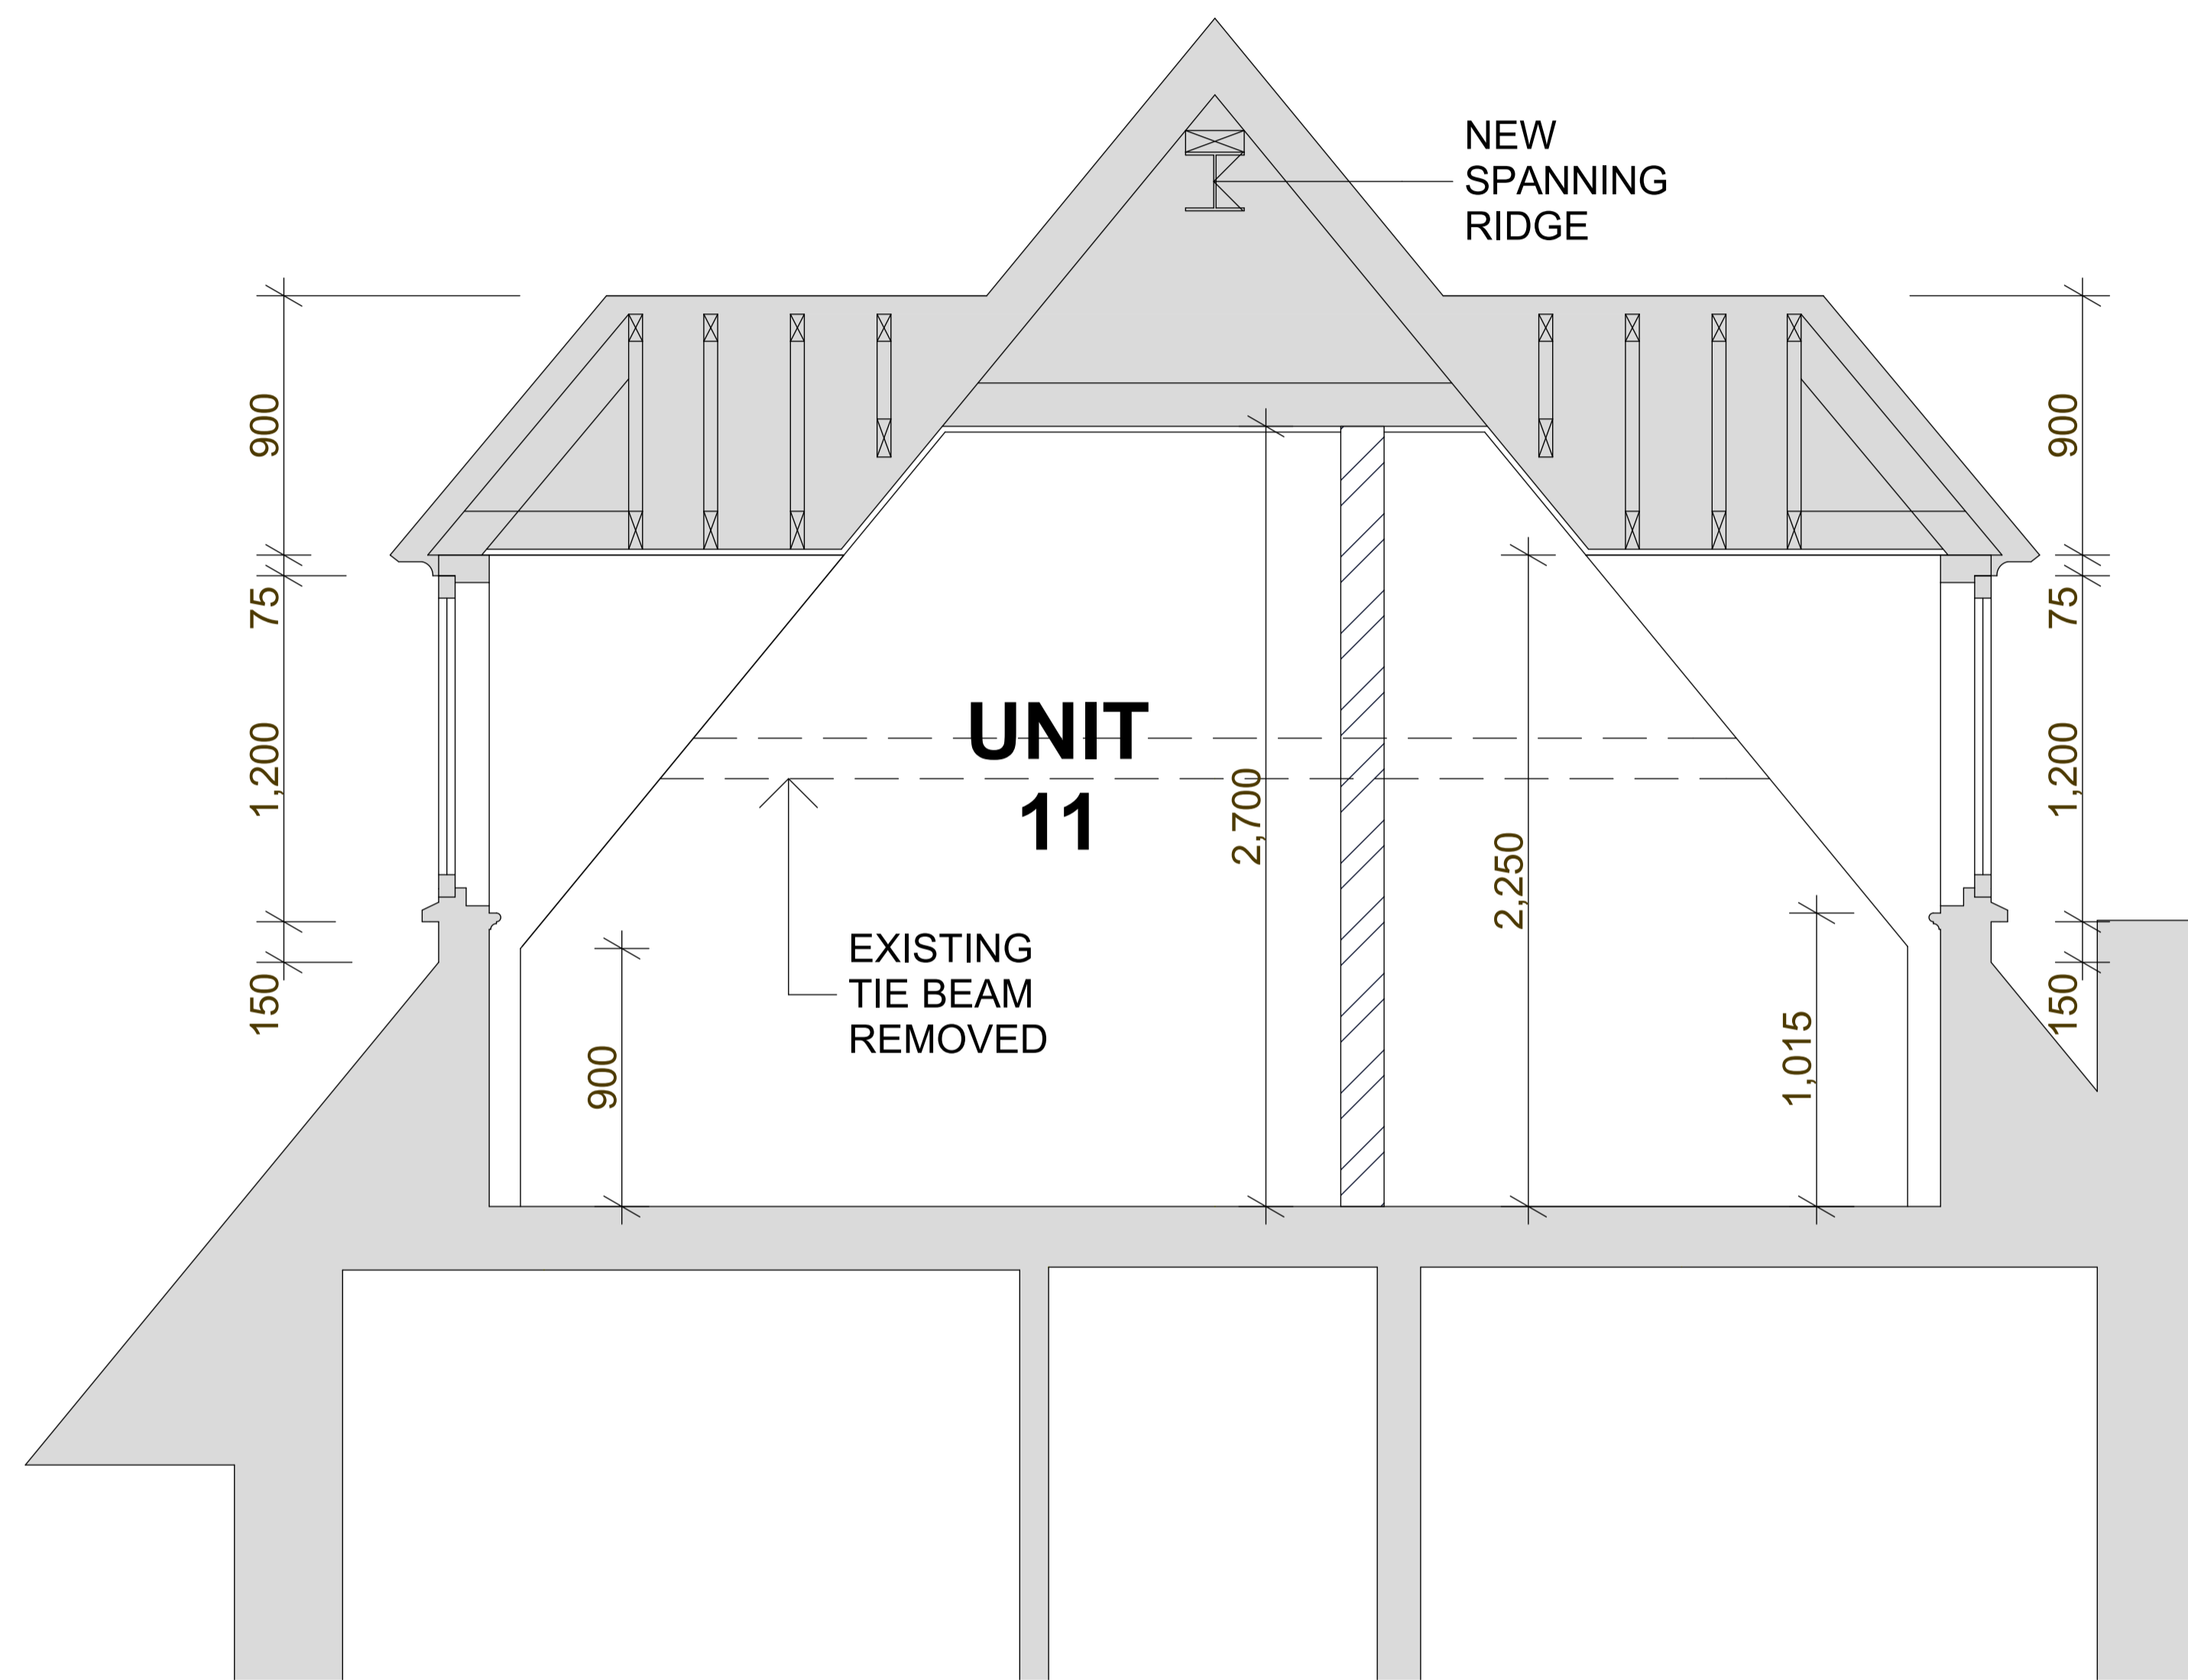 NEW
SPANNING
RIDGE
900
900
75
75
UNIT
11
1,200
1,200
2,700
2,250
EXISTING
TIE BEAM
REMOVED
150
150
900
1,015